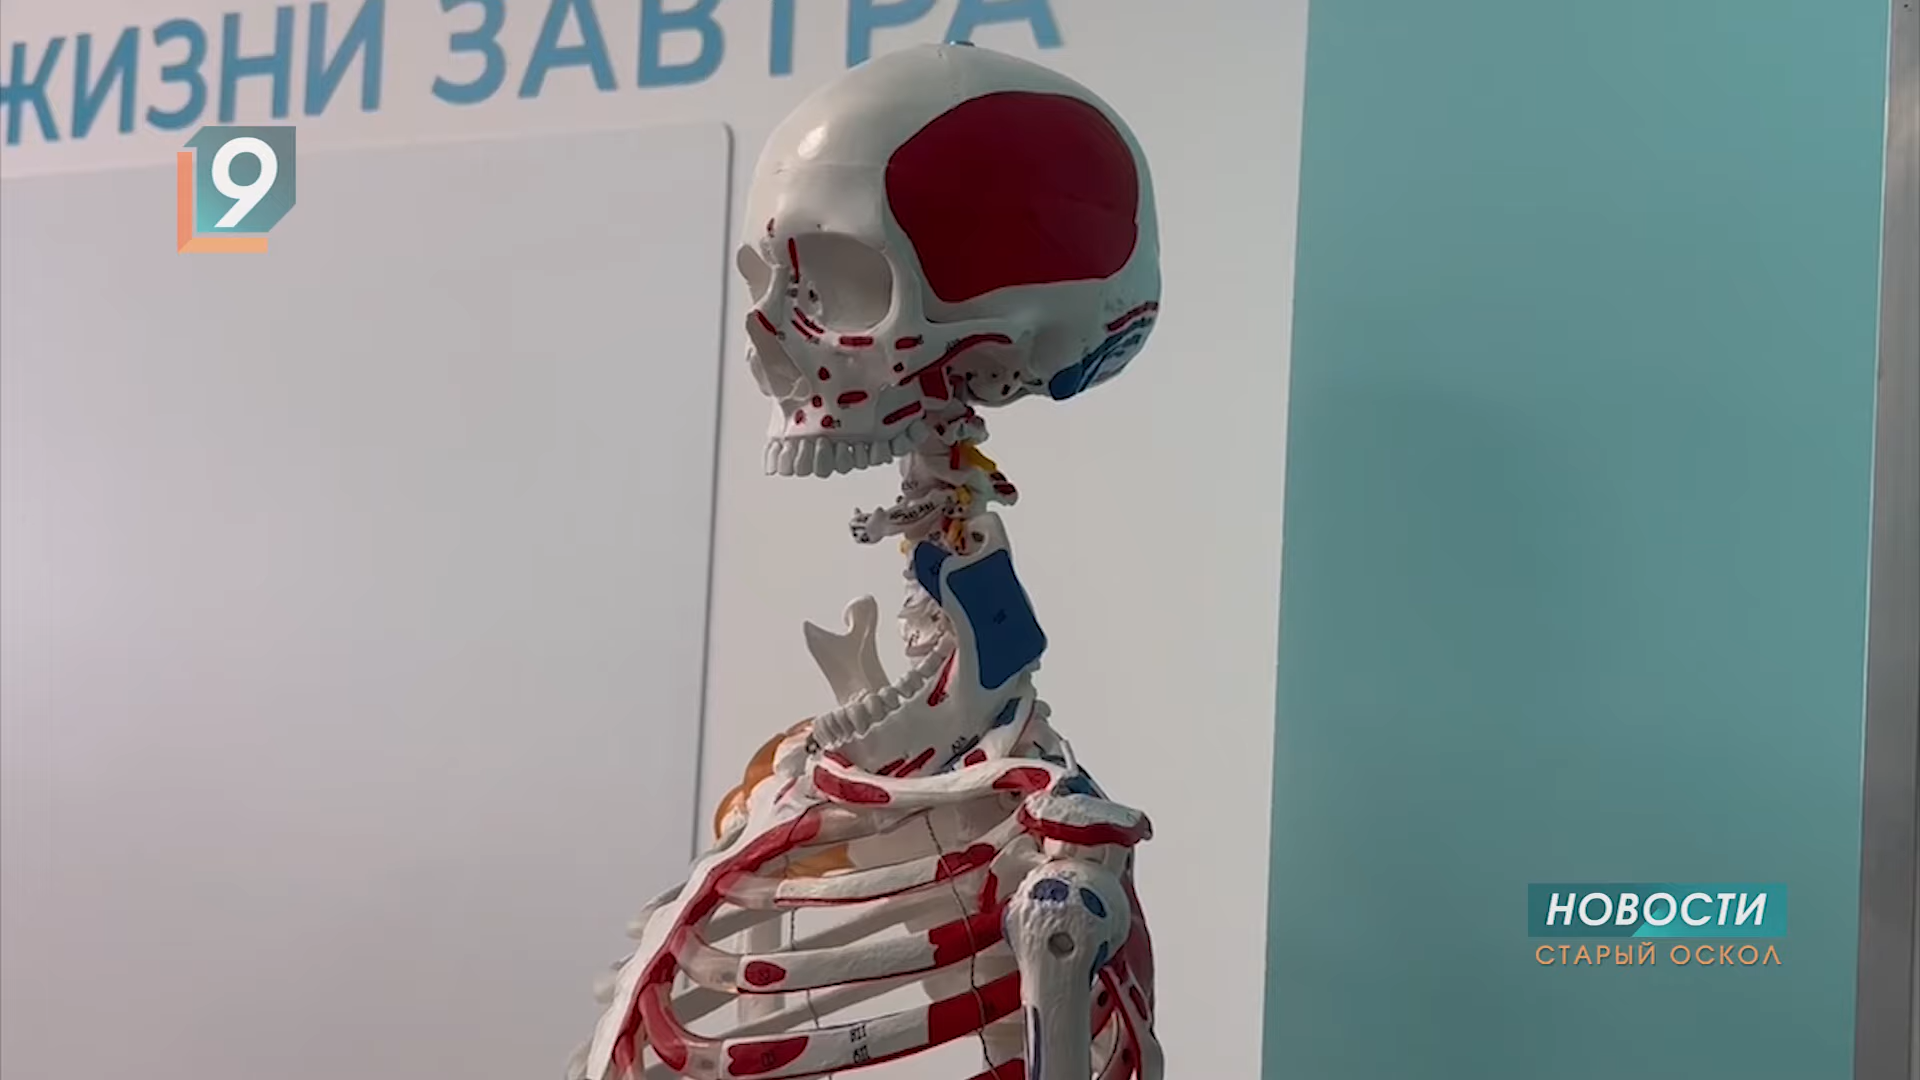 ЖИЗНИ ЗАВТРА
9
НОВОСТИ
СТАРЫЙ ОСКОЛ